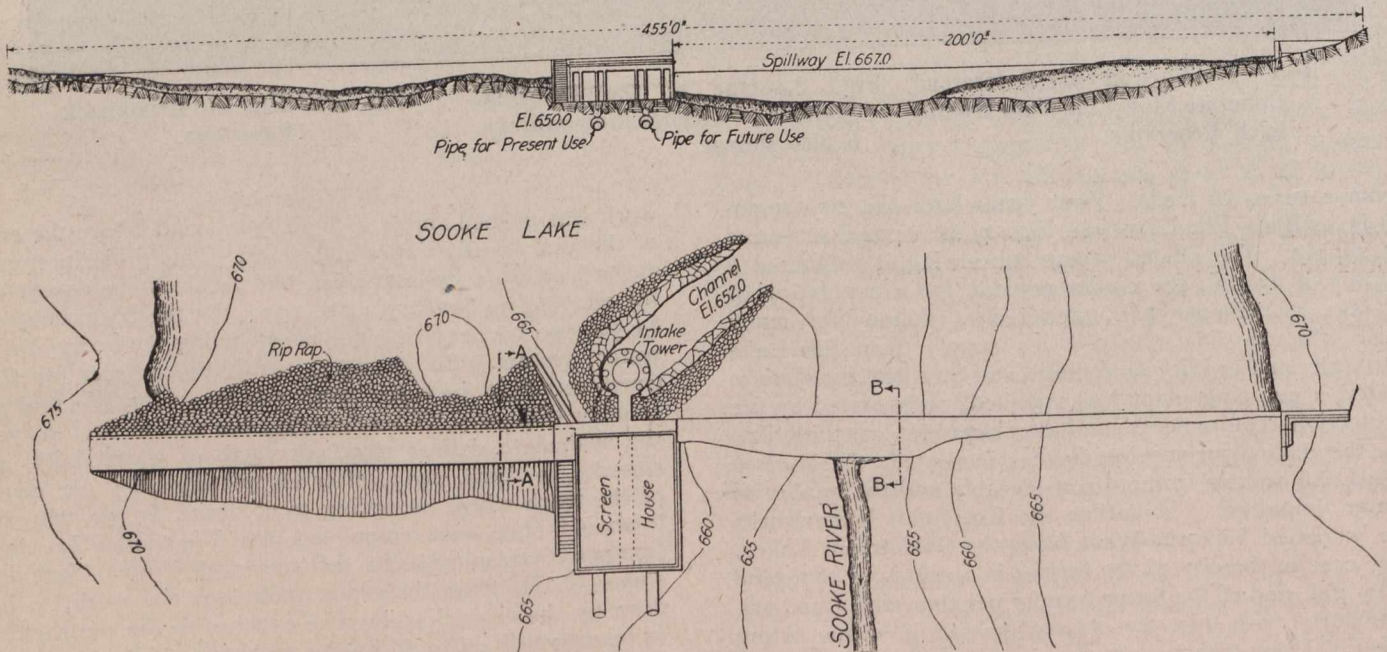 455'0"
200'0"
Spillway El. 667.0
El. 650.0
Pipe for Present Use
Pipe for Future Use
SOOKE LAKE
670
670
665
Channel
El. 652.0
Intake
Tower
Rip Rap
A
B
670
675
A
B
670
Screen
House
665
660
655
SOOKE RIVER
655
660
665